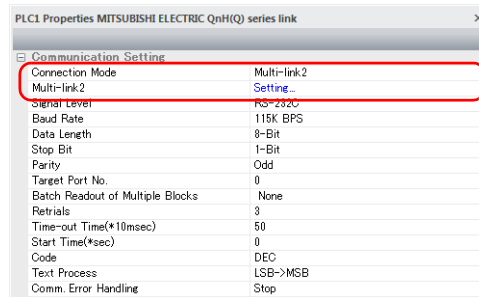 PLC1 Properties MITSUBISHI ELECTRIC QnH(Q) series link
Communication Setting
Connection Mode Multi-link2
Multi-link2 Setting...
Signal Level RS-232C
Baud Rate 115K BPS
Data Length 8-Bit
Stop Bit 1-Bit
Parity Odd
Target Port No. 0
Batch Readout of Multiple Blocks None
Retrials 3
Time-out Time(*10msec) 50
Start Time(*sec) 0
Code DEC
Text Process LSB->MSB
Comm. Error Handling Stop